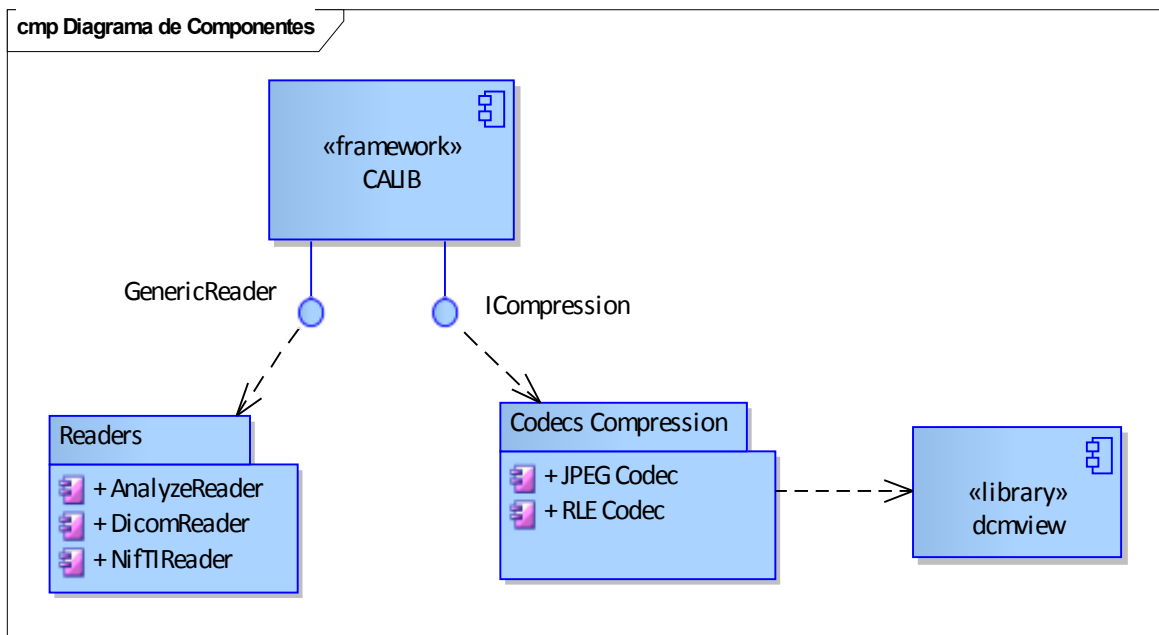 cmp Diagrama de Componentes
«framework»
CALIB
GenericReader
ICompression
Readers
+ AnalyzeReader
+ DicomReader
+ NifTIReader
Codecs Compression
+ JPEG Codec
+ RLE Codec
«library»
dcmview